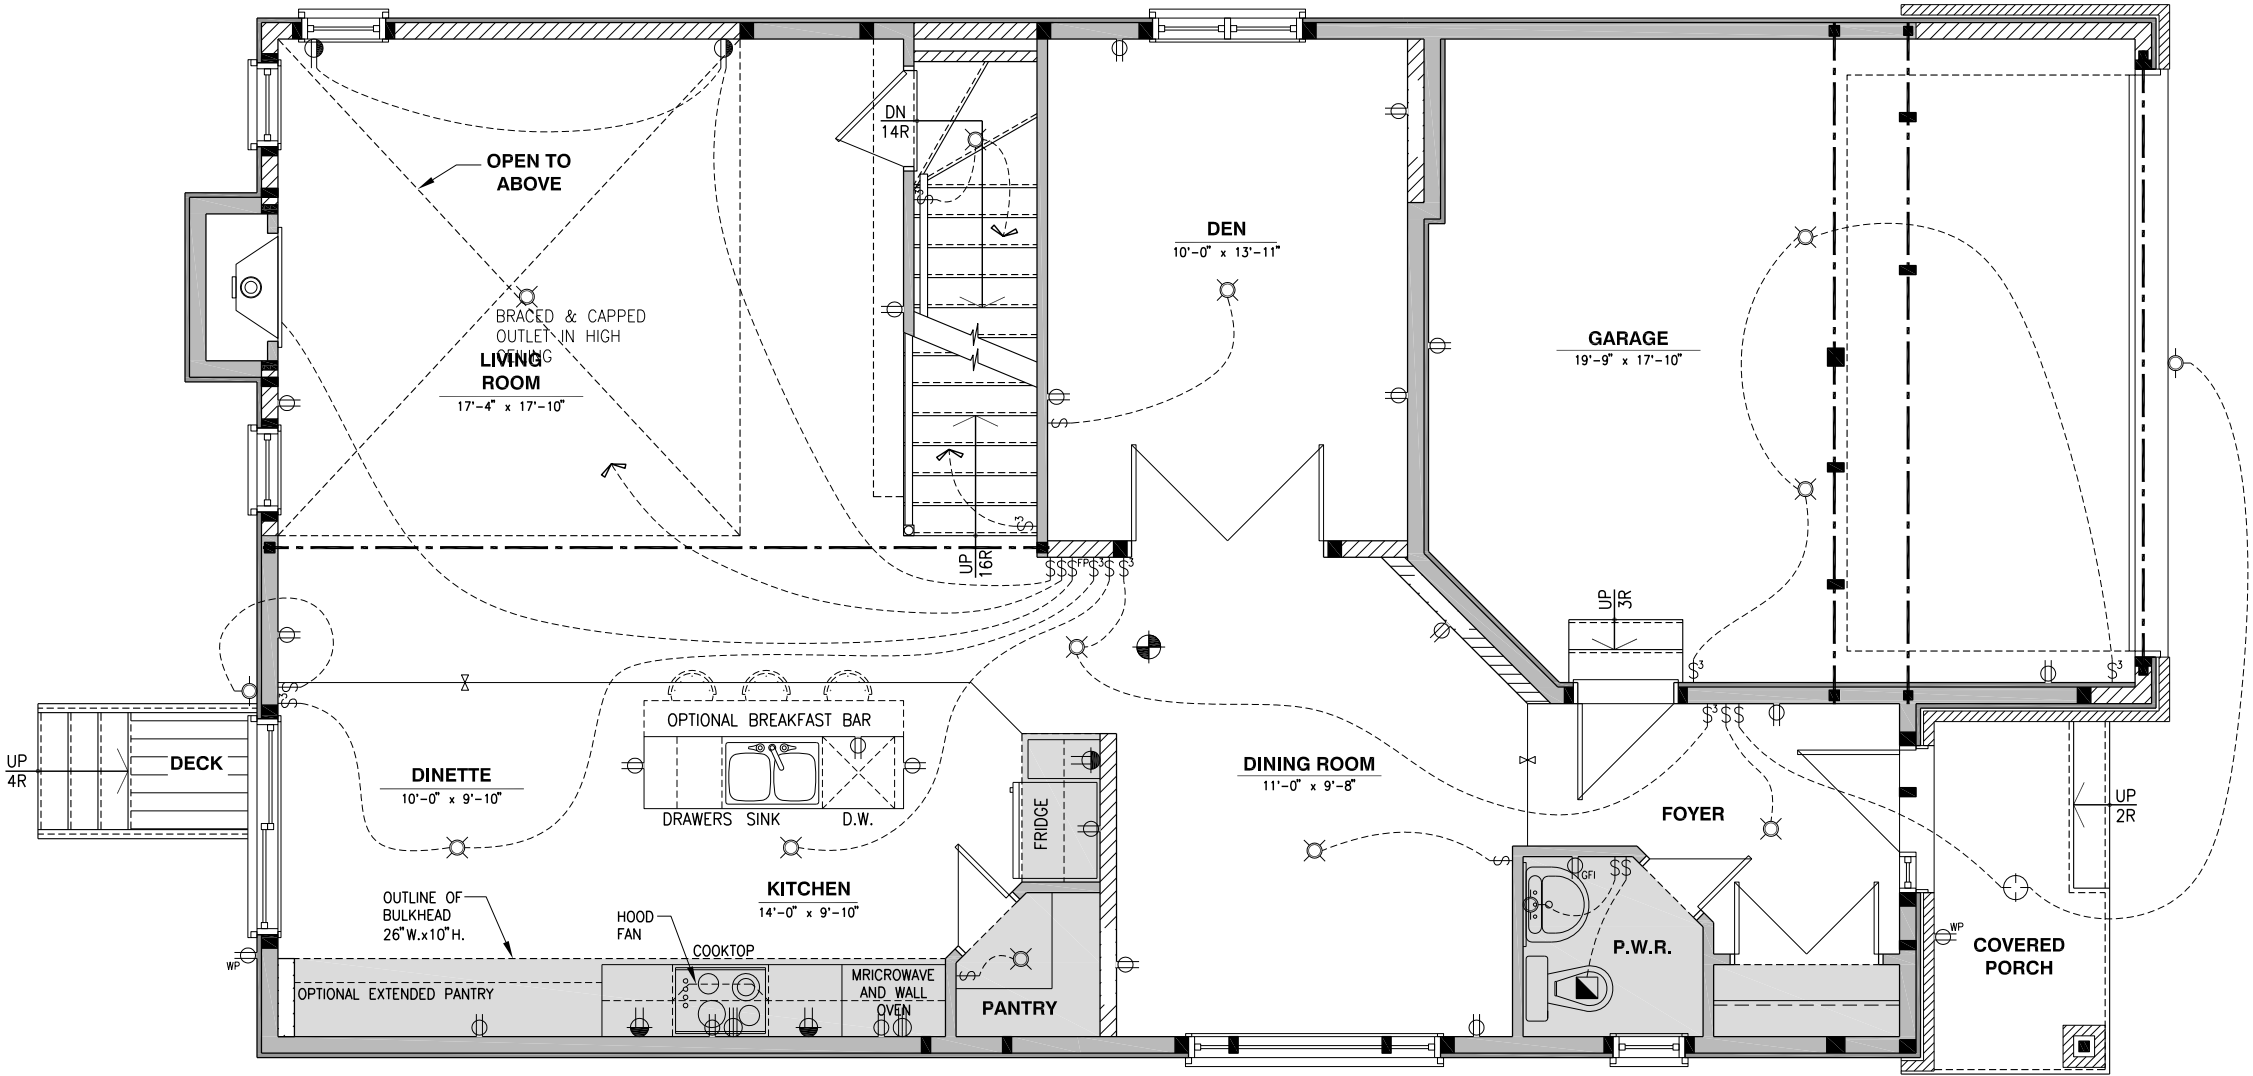 OPEN TO
ABOVE
DN
14R
DEN
10'-0" x 13'-11"
BRACED & CAPPED
OUTLET IN HIGH
CEILING
LIVING
ROOM
17'-4" x 17'-10"
GARAGE
19'-9" x 17'-10"
UP
16R
FP
UP
3R
OPTIONAL BREAKFAST BAR
UP
4R
DECK
DINETTE
10'-0" x 9'-10"
DRAWERS SINK
D.W.
FRIDGE
DINING ROOM
11'-0" x 9'-8"
FOYER
UP
2R
KITCHEN
14'-0" x 9'-10"
OUTLINE OF
BULKHEAD
26"W.x10"H.
HOOD
FAN
COOKTOP
GFI
P.W.R.
WP
WP
COVERED
PORCH
MRICROWAVE
AND WALL
OVEN
OPTIONAL EXTENDED PANTRY
PANTRY